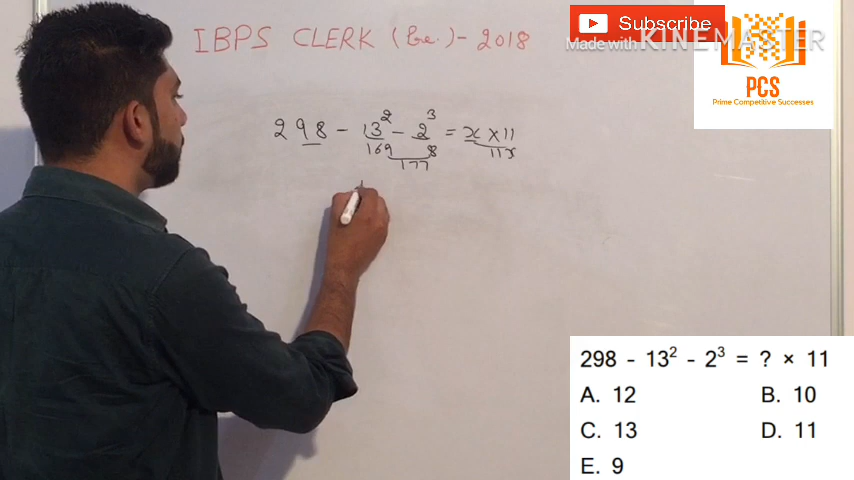 IBPS CLERK (Pre.) - 2018
Subscribe
Made with KINEMASTER
PCS
Prime Competitive Successes
298 - 13² - 2³ = x × 11
169 8 11x
177
298 - 13² - 2³ = ? × 11
A. 12 B. 10
C. 13 D. 11
E. 9